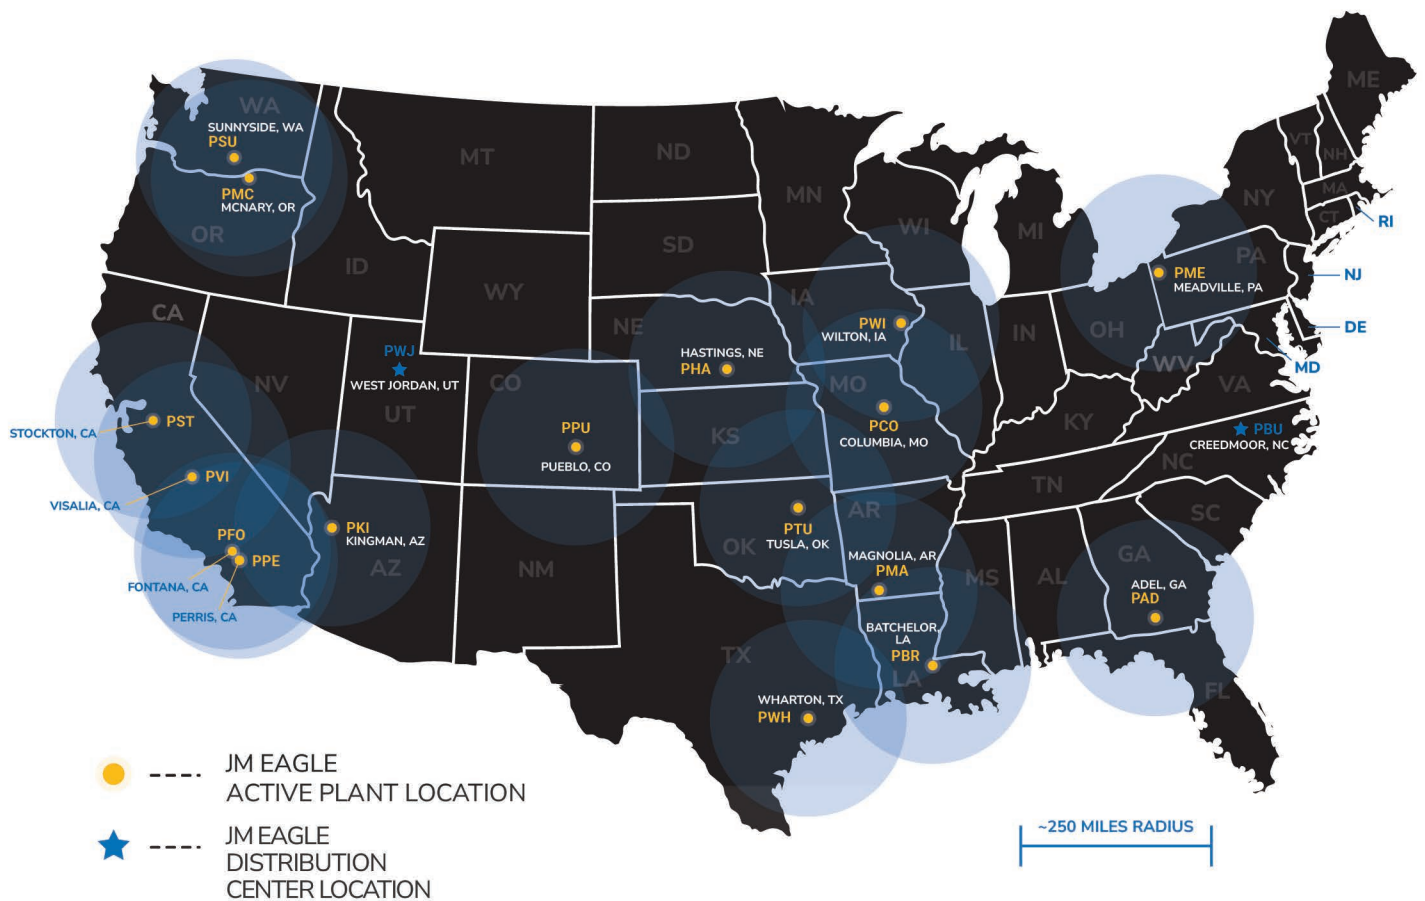 WA
SUNNYSIDE, WA
PSU
PMC
MCNARY, OR
OR
MT
ID
WY
ND
SD
MN
WI
MI
ME
VT
NH
MA
CT
NY
RI
PA
PME
MEADVILLE, PA
NJ
DE
MD
OH
WV
VA
IN
IL
IA
PWI
WILTON, IA
NE
HASTINGS, NE
PHA
CA
NV
PWJ
WEST JORDAN, UT
UT
CO
PPU
PUEBLO, CO
KS
MO
PCO
COLUMBIA, MO
KY
PBU
CREEDMOOR, NC
NC
TN
SC
STOCKTON, CA
PST
PVI
VISALIA, CA
PFO
PPE
FONTANA, CA
PERRIS, CA
PKI
KINGMAN, AZ
AZ
NM
OK
PTU
TUSLA, OK
AR
MAGNOLIA, AR
PMA
MS
AL
GA
ADEL, GA
PAD
BATCHELOR,
LA
PBR
LA
TX
WHARTON, TX
PWH
FL
JM EAGLE
ACTIVE PLANT LOCATION
JM EAGLE
DISTRIBUTION
CENTER LOCATION
~250 MILES RADIUS